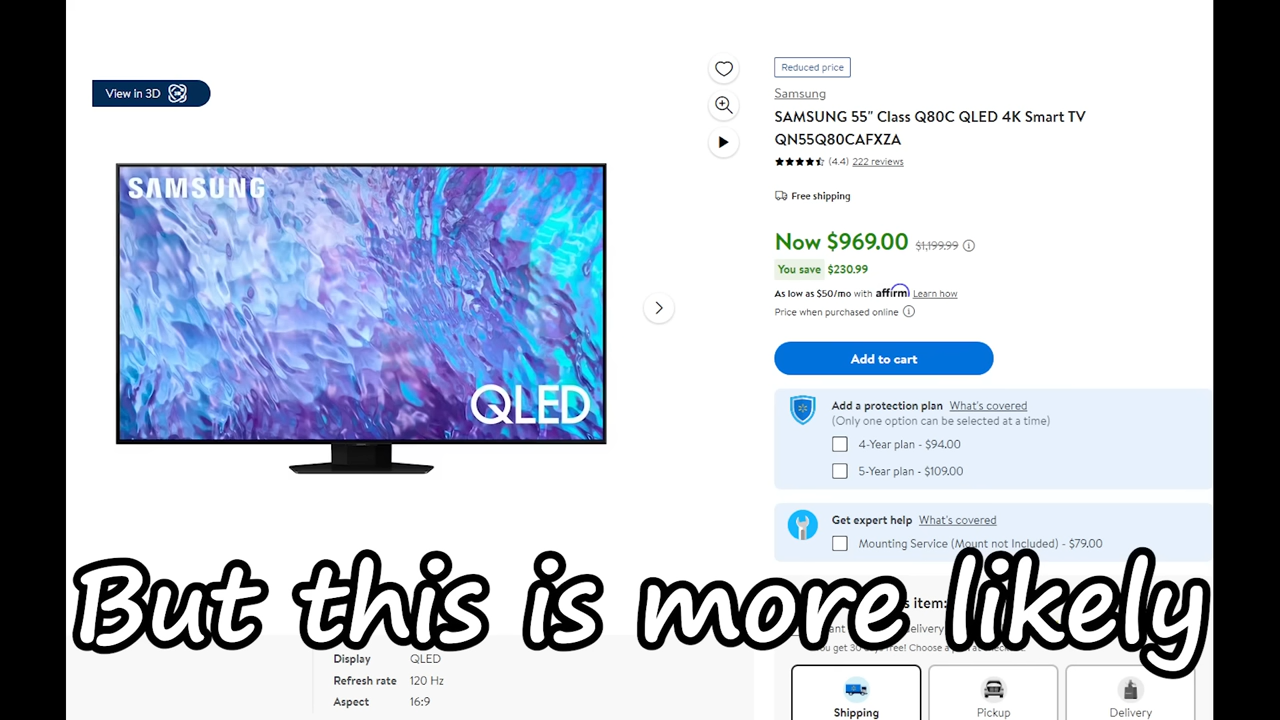 View in 3D
SAMSUNG
QLED
Reduced price
Samsung
SAMSUNG 55" Class Q80C QLED 4K Smart TV
QN55Q80CAFXZA
(4.4) 222 reviews
Free shipping
Now $969.00 $1,199.99
You save $230.99
As low as $50/mo with affirm Learn how
Price when purchased online
Add to cart
Add a protection plan What's covered
(Only one option can be selected at a time)
4-Year plan - $94.00
5-Year plan - $109.00
Get expert help What's covered
Mounting Service (Mount not Included) - $79.00
But this is more likely
item:
delivery
free! Choose a
Display QLED
Refresh rate 120 Hz
Aspect 16:9
Shipping
Pickup
Delivery